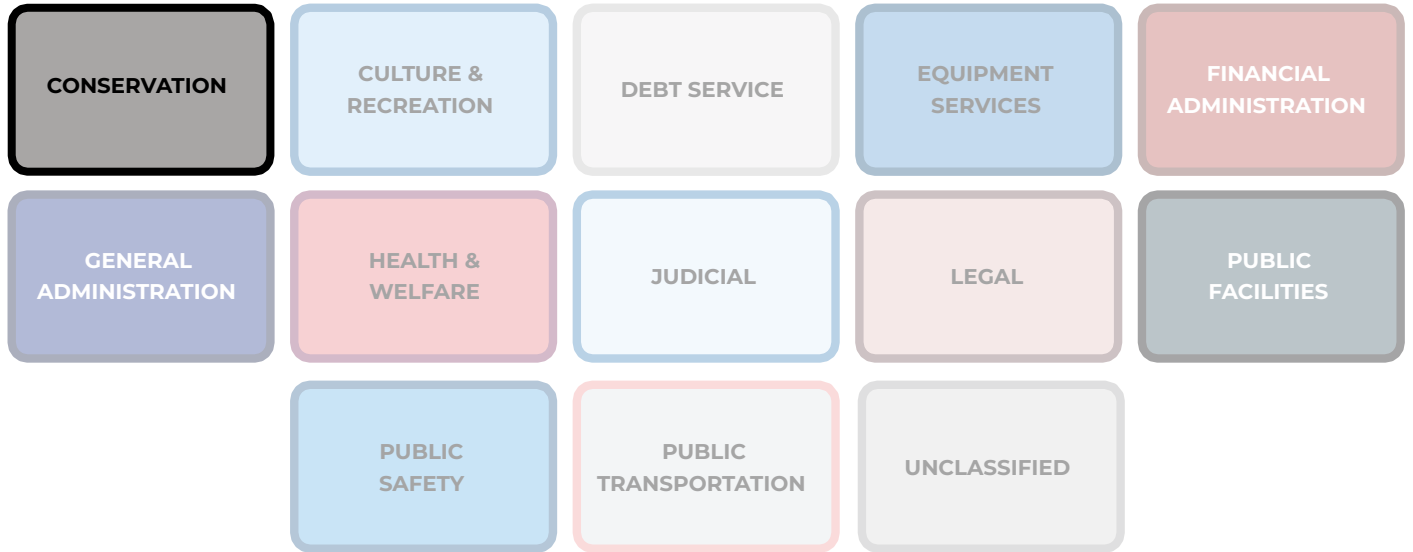 CONSERVATION
CULTURE &
RECREATION
DEBT SERVICE
EQUIPMENT
SERVICES
FINANCIAL
ADMINISTRATION
GENERAL
ADMINISTRATION
HEALTH &
WELFARE
JUDICIAL
LEGAL
PUBLIC
FACILITIES
PUBLIC
SAFETY
PUBLIC
TRANSPORTATION
UNCLASSIFIED